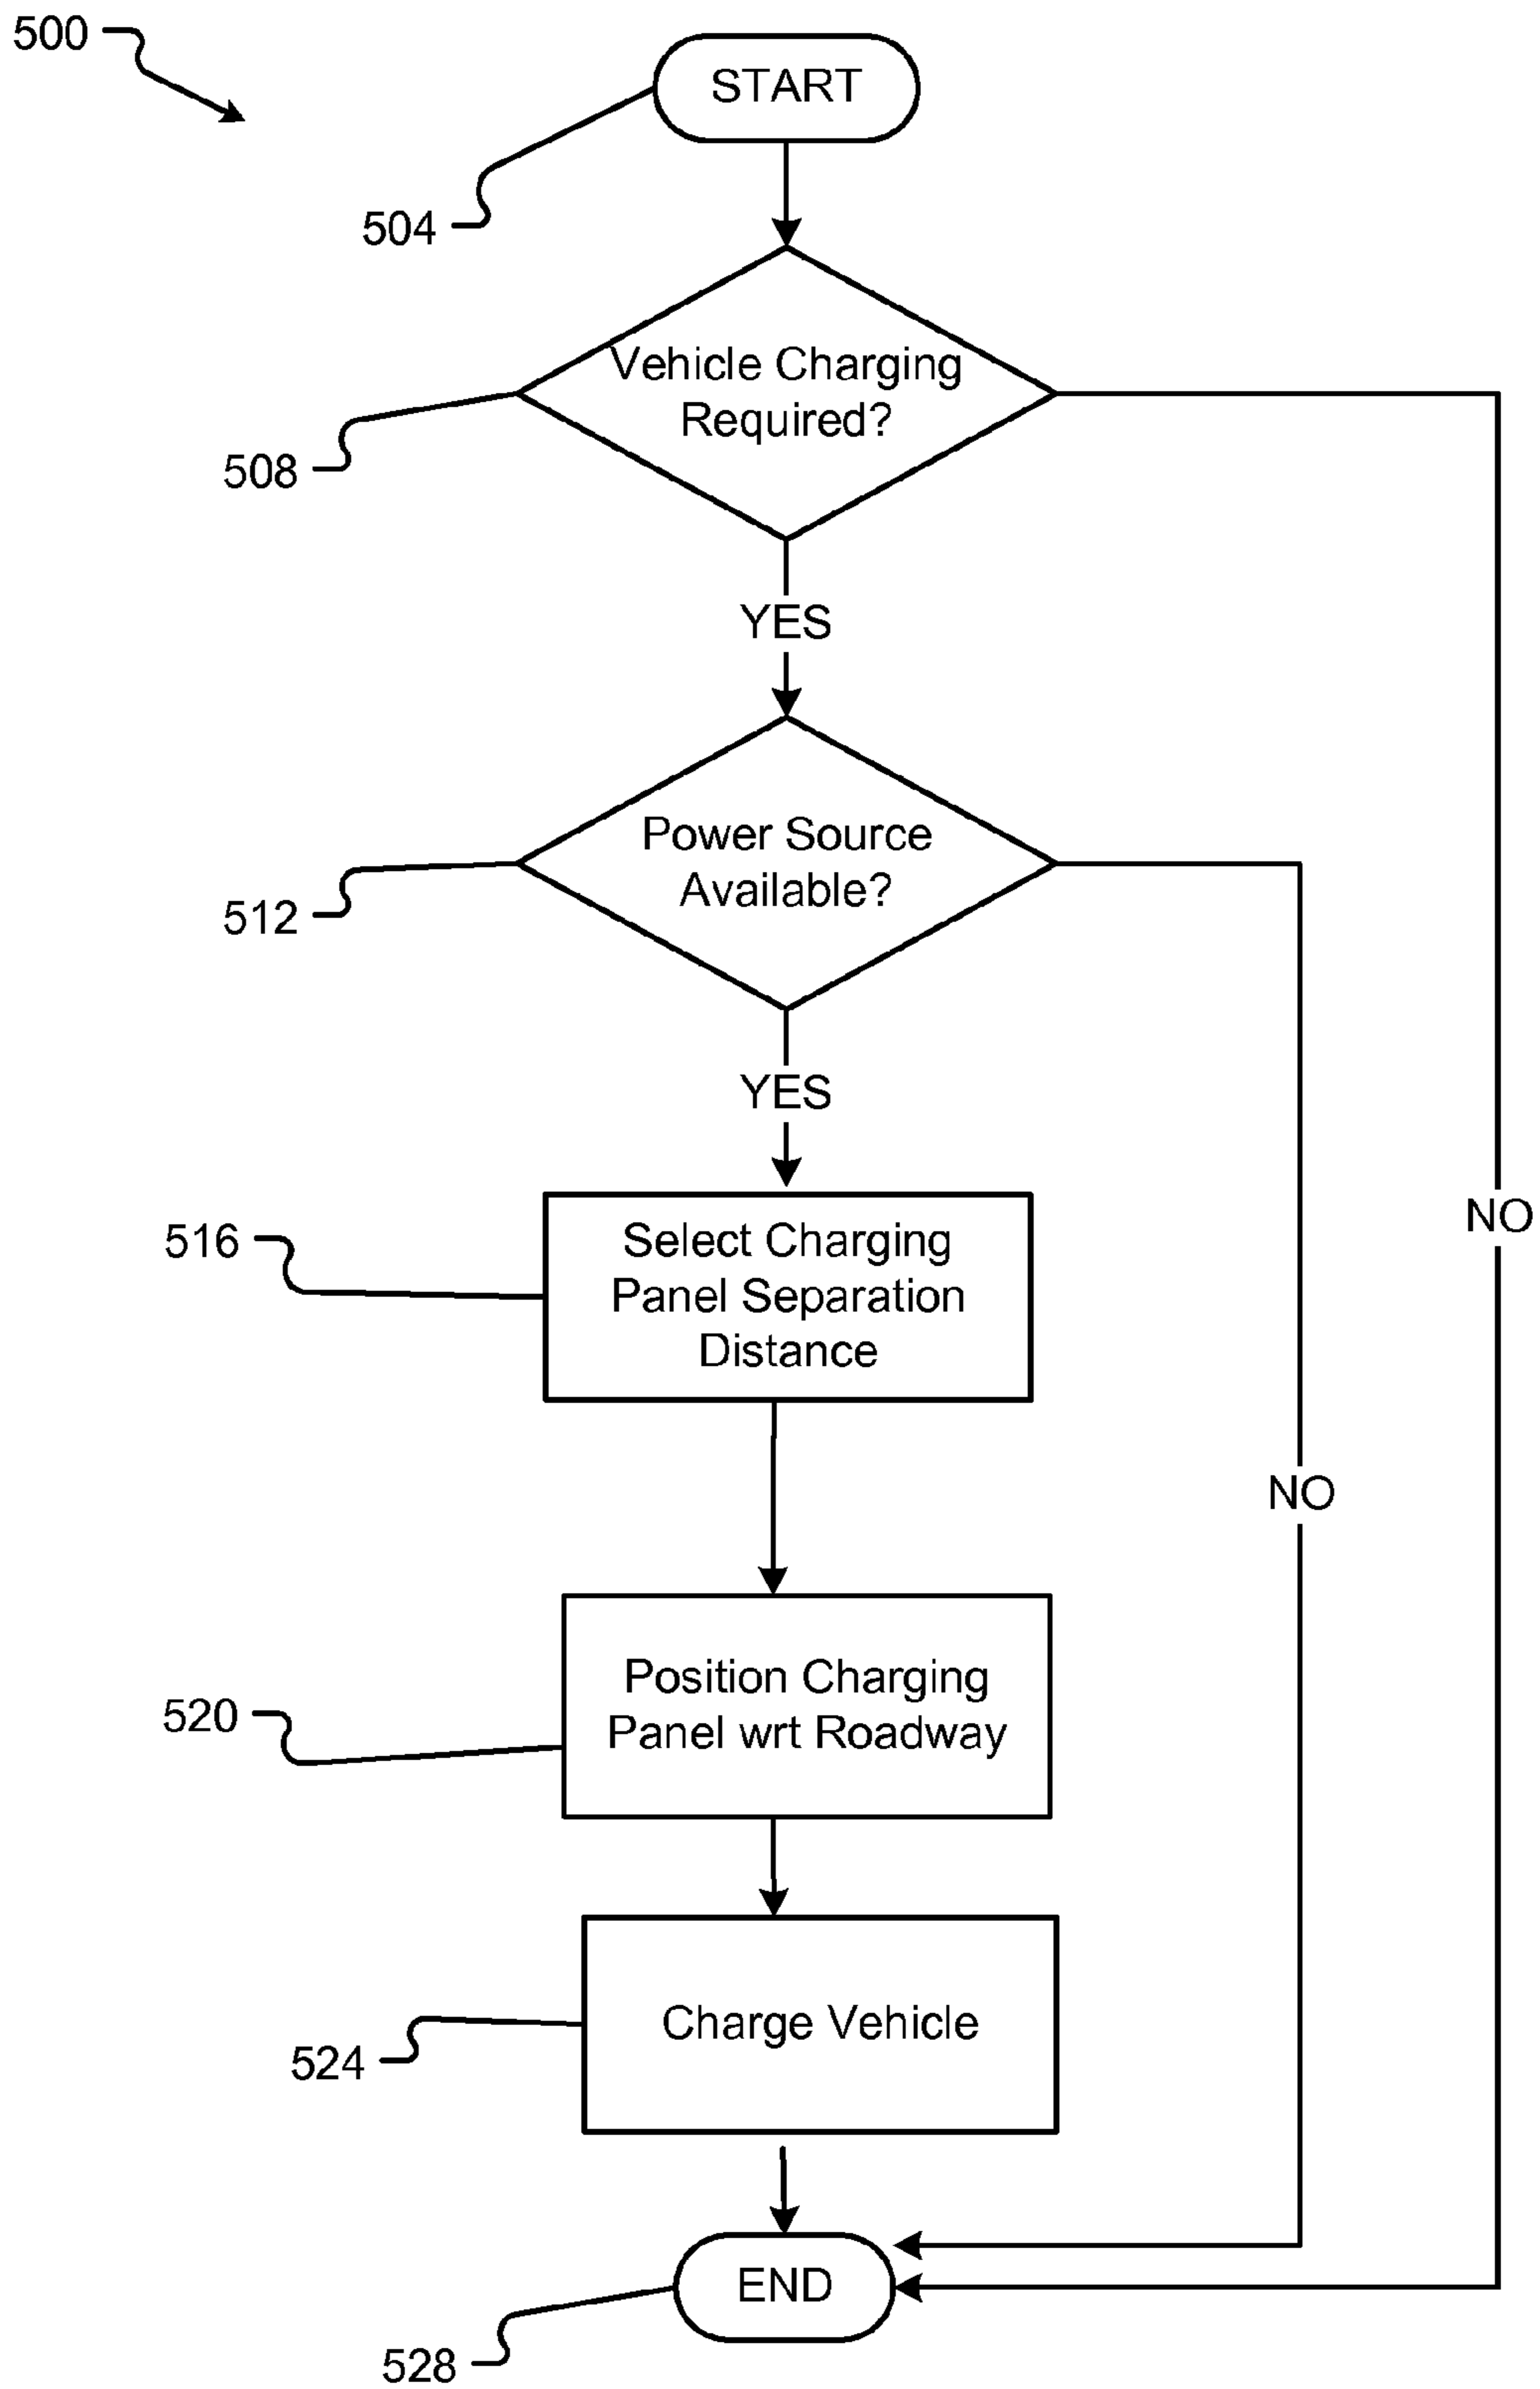 500
START
504
Vehicle Charging
Required?
508
YES
Power Source
Available?
512
YES
Select Charging
Panel Separation
Distance
516
NO
NO
Position Charging
Panel wrt Roadway
520
Charge Vehicle
524
END
528